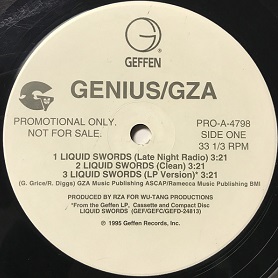 G
GEFFEN
GENIUS/GZA
PROMOTIONAL ONLY.
NOT FOR SALE.
PRO-A-4798
SIDE ONE
33 1/3 RPM
1 LIQUID SWORDS (Late Night Radio) 3:21
2 LIQUID SWORDS (Clean) 3:21
3 LIQUID SWORDS (LP Version)* 3:21
(G. Grice/R. Diggs) GZA Music Publishing ASCAP/Ramecca Music Publishing BMI
PRODUCED BY RZA FOR WU-TANG PRODUCTIONS
*From the Geffen LP, Cassette and Compact Disc
LIQUID SWORDS (GEF/GEFC/GEFD-24813)
℗ 1995 Geffen Records, Inc.